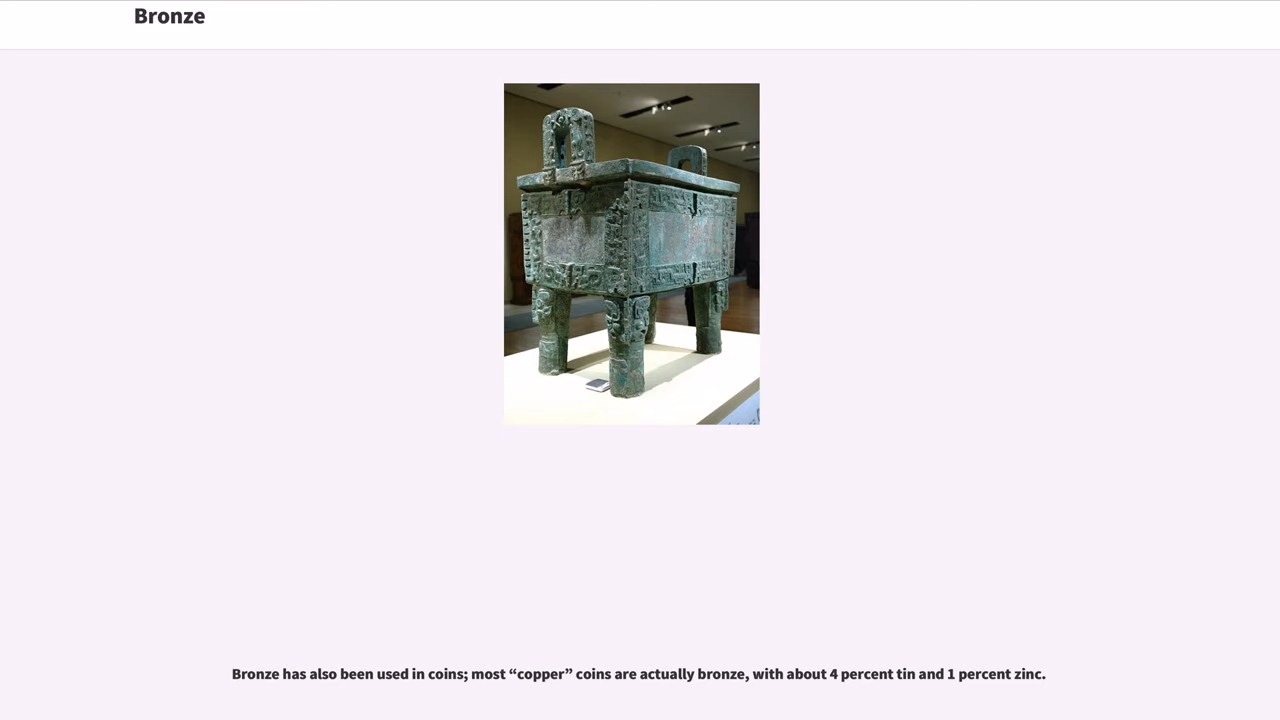 Bronze
Bronze has also been used in coins; most “copper” coins are actually bronze, with about 4 percent tin and 1 percent zinc.